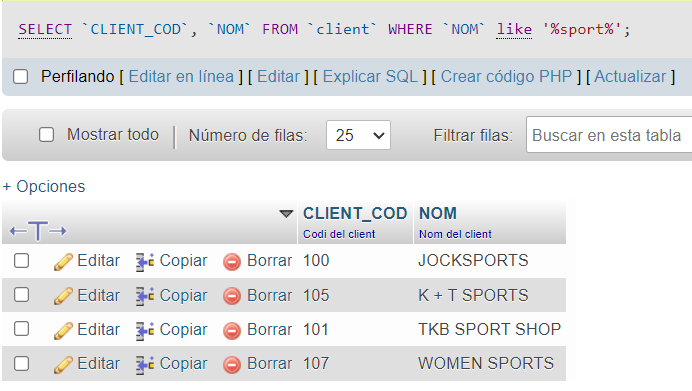 SELECT `CLIENT_COD`, `NOM` FROM `client` WHERE `NOM` like '%sport%';
Perfilando [ Editar en línea ] [ Editar ] [ Explicar SQL ] [ Crear código PHP ] [ Actualizar ]
Mostrar todo | Número de filas: 25 Filtrar filas: Buscar en esta tabla
+ Opciones
CLIENT_COD NOM
Codi del client Nom del client
Editar Copiar Borrar 100 JOCKSPORTS
Editar Copiar Borrar 105 K + T SPORTS
Editar Copiar Borrar 101 TKB SPORT SHOP
Editar Copiar Borrar 107 WOMEN SPORTS